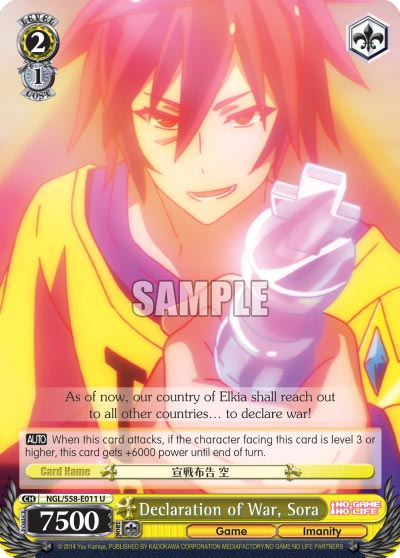 LEVEL
2
1
COST
SAMPLE
As of now, our country of Elkia shall reach out
to all other countries... to declare war!
AUTO When this card attacks, if the character facing this card is level 3 or
higher, this card gets +6000 power until end of turn.
Card Name
宣戦布告 空
CH NGL/S58-E011 U
POWER 7500 Declaration of War, Sora NO GAME NO LIFE
Game Imanity
© 2014 Yuu Kamiya, PUBLISHED BY KADOKAWA CORPORATION MEDIAFACTORY/NO GAME NO LIFE PARTNERS